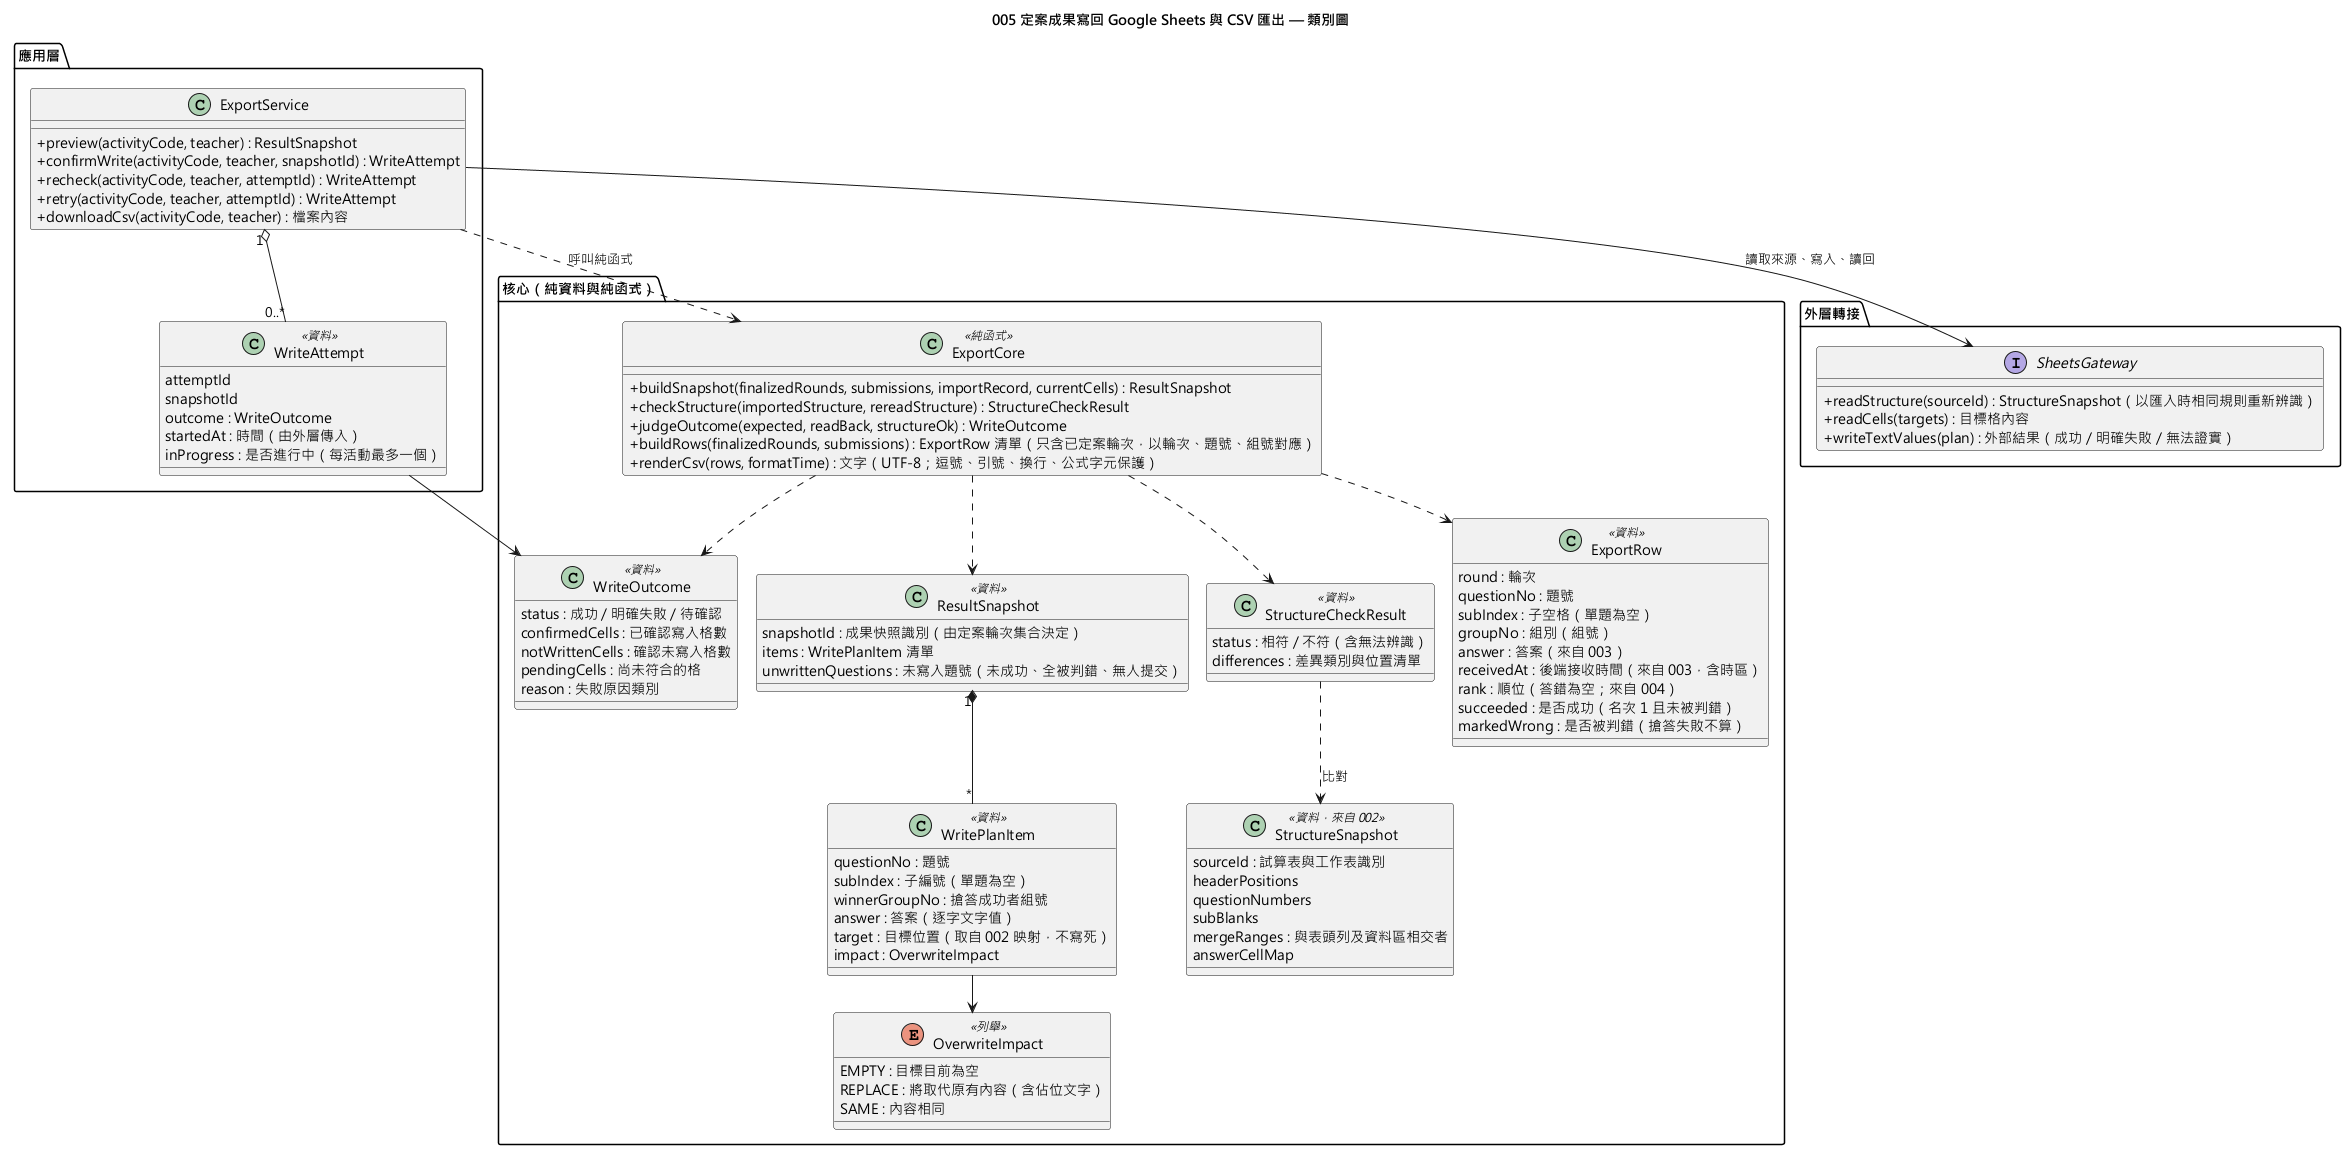 005 定案成果寫回 Google Sheets 與 CSV 匯出 — 類別圖
應用層
C ExportService
+preview(activityCode, teacher) : ResultSnapshot
+confirmWrite(activityCode, teacher, snapshotId) : WriteAttempt
+recheck(activityCode, teacher, attemptId) : WriteAttempt
+retry(activityCode, teacher, attemptId) : WriteAttempt
+downloadCsv(activityCode, teacher) : 檔案內容
1
0..*
呼叫純函式
讀取來源、寫入、讀回
«資料»
C WriteAttempt
attemptId
snapshotId
outcome : WriteOutcome
startedAt : 時間（由外層傳入）
inProgress : 是否進行中（每活動最多一個）
核心（純資料與純函式）
«純函式»
C ExportCore
+buildSnapshot(finalizedRounds, submissions, importRecord, currentCells) : ResultSnapshot
+checkStructure(importedStructure, rereadStructure) : StructureCheckResult
+judgeOutcome(expected, readBack, structureOk) : WriteOutcome
+buildRows(finalizedRounds, submissions) : ExportRow 清單（只含已定案輪次，以輪次、題號、組號對應）
+renderCsv(rows, formatTime) : 文字（UTF-8；逗號、引號、換行、公式字元保護）
外層轉接
I SheetsGateway
+readStructure(sourceId) : StructureSnapshot（以匯入時相同規則重新辨識）
+readCells(targets) : 目標格內容
+writeTextValues(plan) : 外部結果（成功 / 明確失敗 / 無法證實）
«資料»
C WriteOutcome
status : 成功 / 明確失敗 / 待確認
confirmedCells : 已確認寫入格數
notWrittenCells : 確認未寫入格數
pendingCells : 尚未符合的格
reason : 失敗原因類別
«資料»
C ResultSnapshot
snapshotId : 成果快照識別（由定案輪次集合決定）
items : WritePlanItem 清單
unwrittenQuestions : 未寫入題號（未成功、全被判錯、無人提交）
«資料»
C StructureCheckResult
status : 相符 / 不符（含無法辨識）
differences : 差異類別與位置清單
«資料»
C ExportRow
round : 輪次
questionNo : 題號
subIndex : 子空格（單題為空）
groupNo : 組別（組號）
answer : 答案（來自 003）
receivedAt : 後端接收時間（來自 003，含時區）
rank : 順位（答錯為空；來自 004）
succeeded : 是否成功（名次 1 且未被判錯）
markedWrong : 是否被判錯（搶答失敗不算）
1
*
比對
«資料»
C WritePlanItem
questionNo : 題號
subIndex : 子編號（單題為空）
winnerGroupNo : 搶答成功者組號
answer : 答案（逐字文字值）
target : 目標位置（取自 002 映射，不寫死）
impact : OverwriteImpact
«資料，來自 002»
C StructureSnapshot
sourceId : 試算表與工作表識別
headerPositions
questionNumbers
subBlanks
mergeRanges : 與表頭列及資料區相交者
answerCellMap
«列舉»
E OverwriteImpact
EMPTY : 目標目前為空
REPLACE : 將取代原有內容（含佔位文字）
SAME : 內容相同